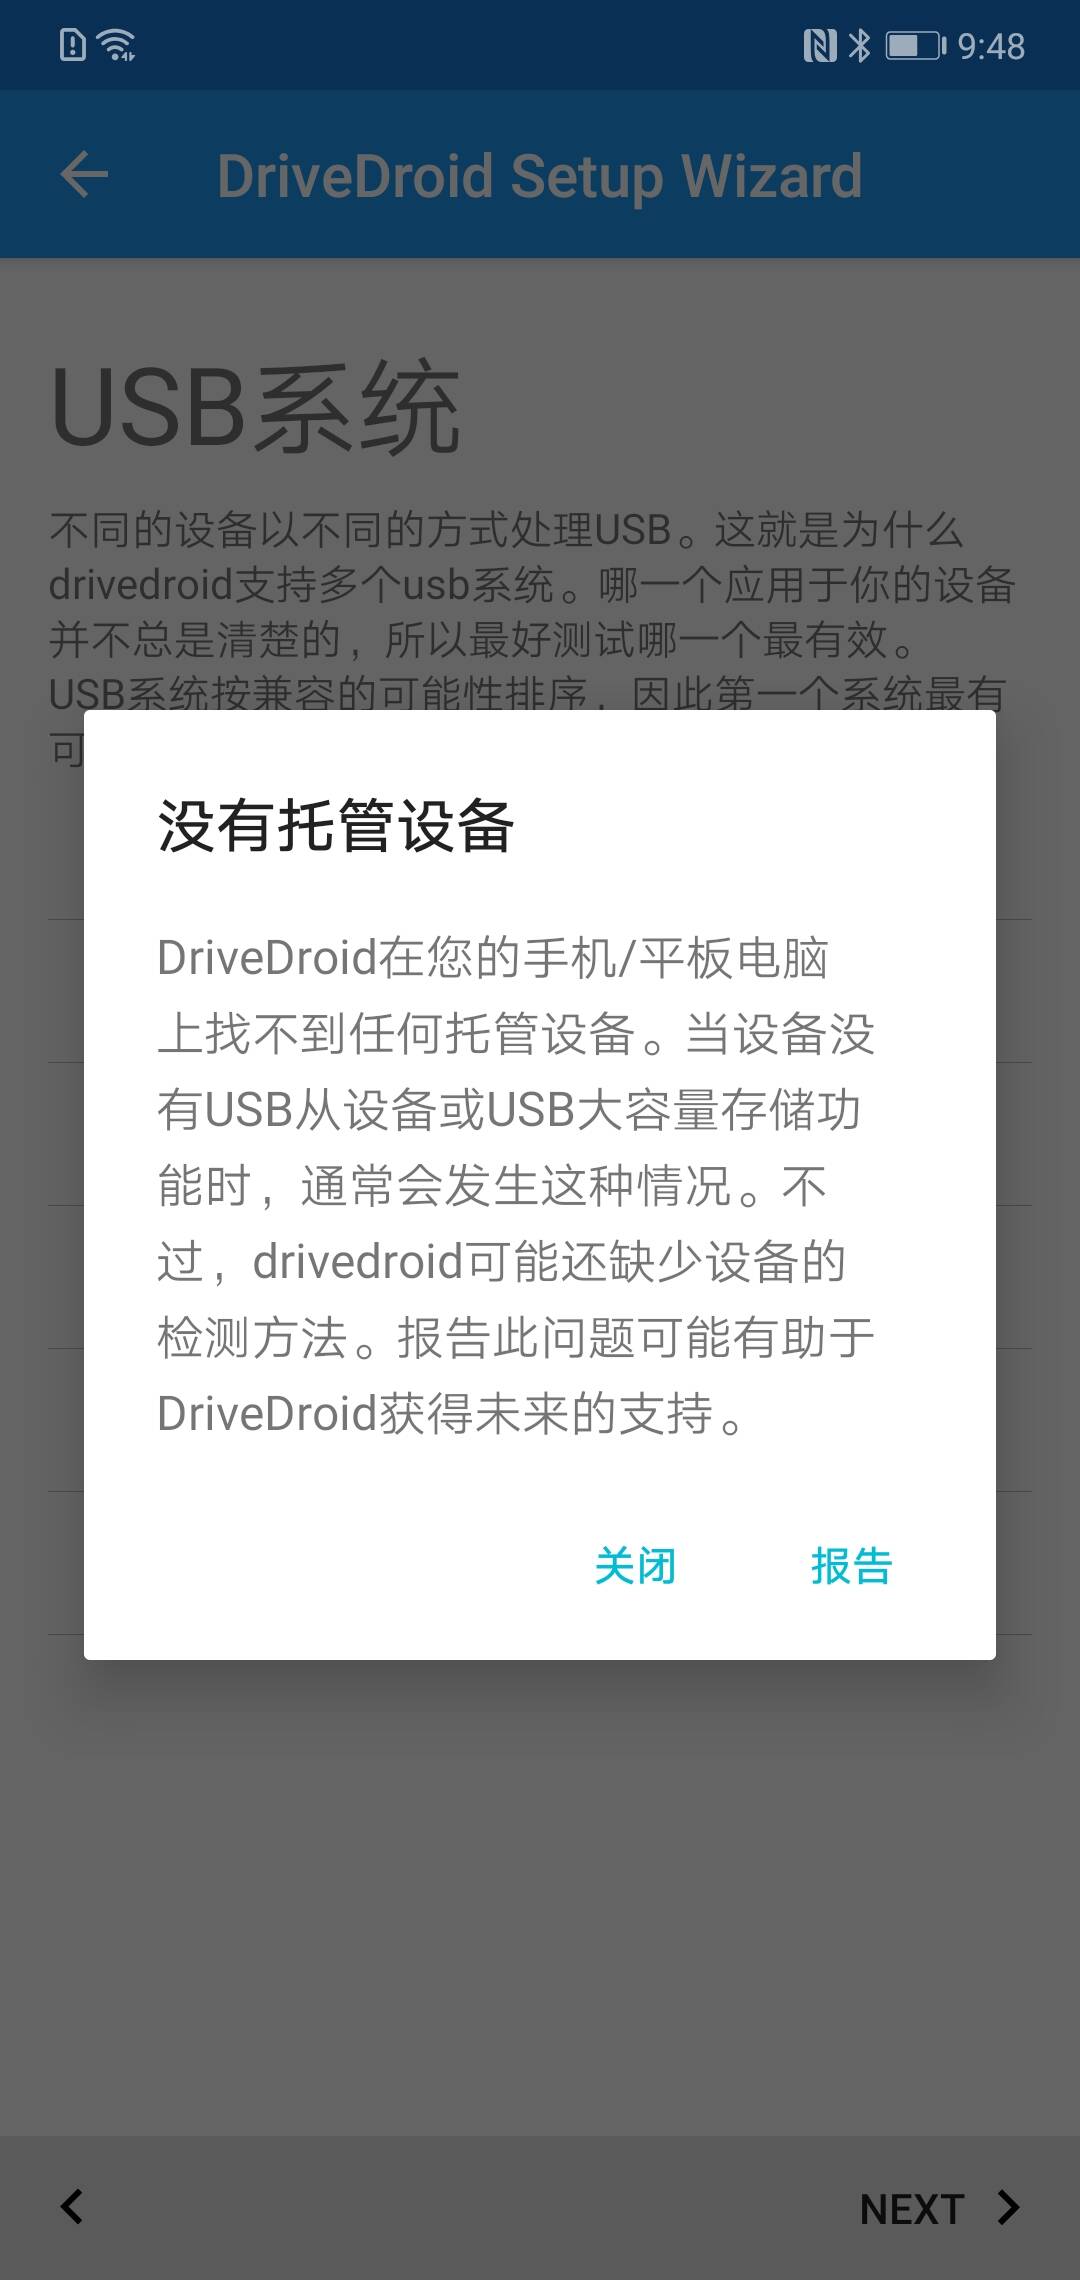 9:48
DriveDroid Setup Wizard
USB系统
不同的设备以不同的方式处理USB。这就是为什么
drivedroid支持多个usb系统。哪一个应用于你的设备
并不总是清楚的，所以最好测试哪一个最有效。
USB系统按兼容的可能性排序，因此第一个系统最有
可
没有托管设备
DriveDroid在您的手机/平板电脑
上找不到任何托管设备。当设备没
有USB从设备或USB大容量存储功
能时，通常会发生这种情况。不
过，drivedroid可能还缺少设备的
检测方法。报告此问题可能有助于
DriveDroid获得未来的支持。
关闭 报告
NEXT